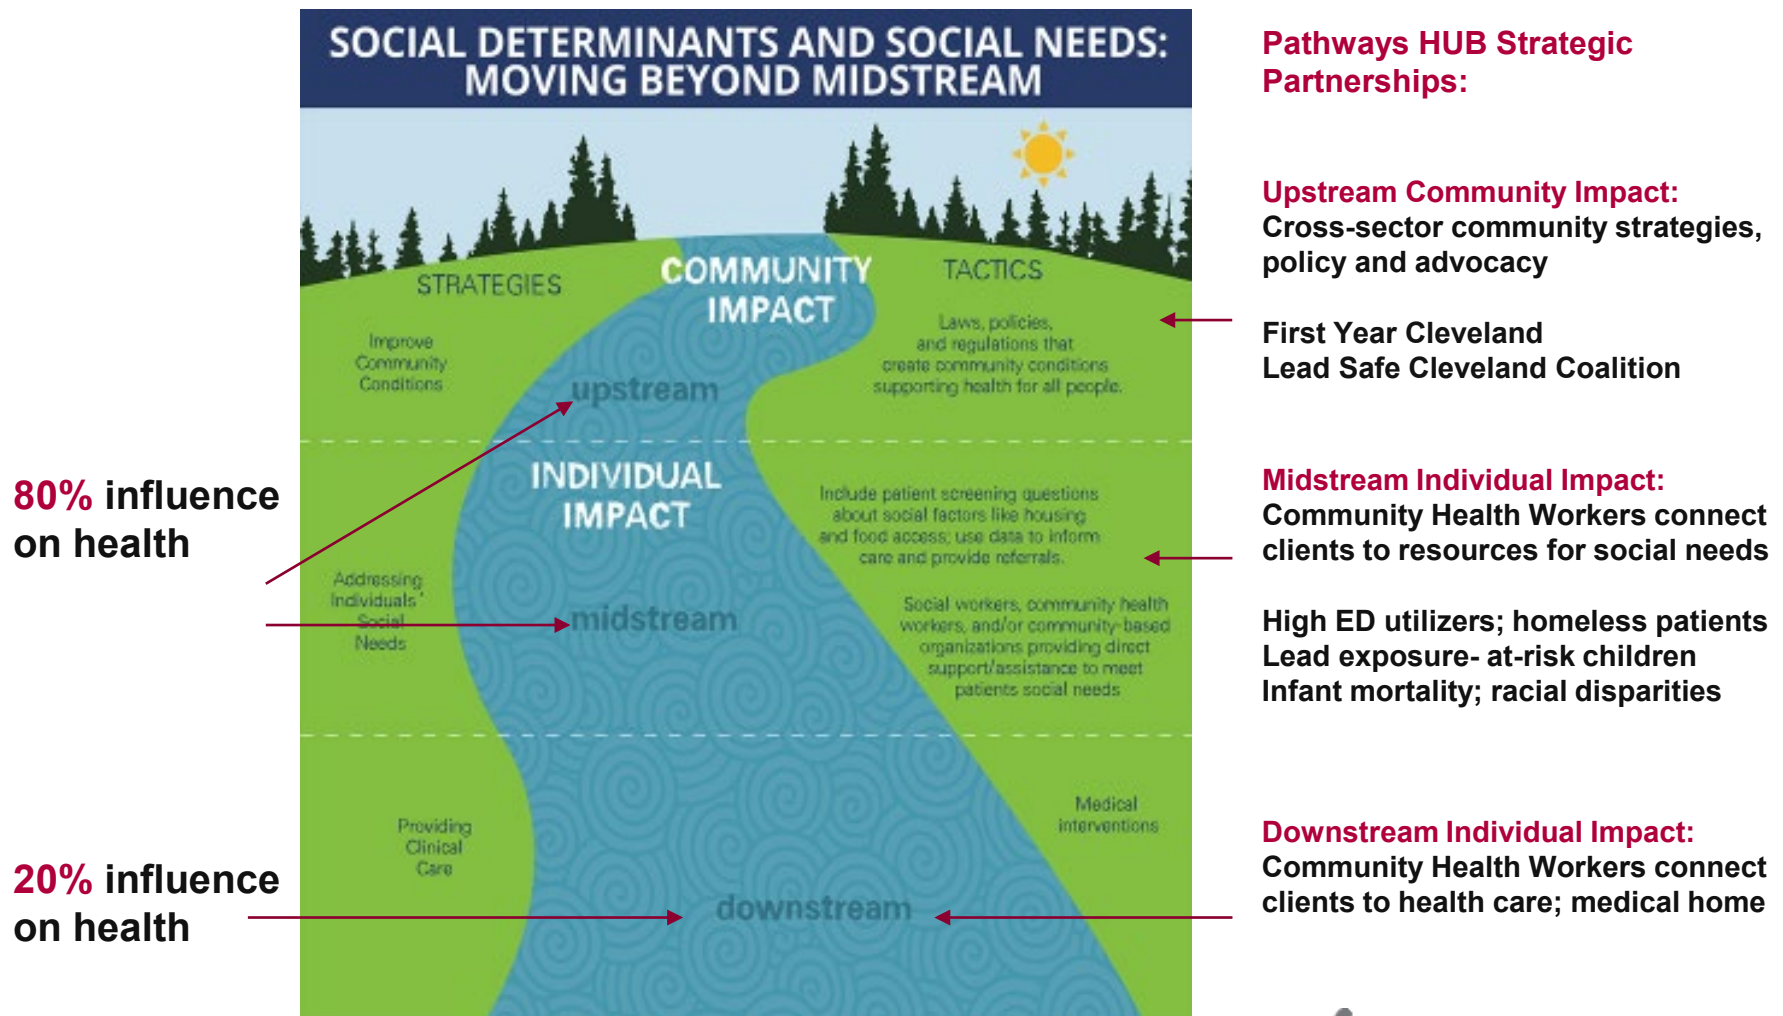 SOCIAL DETERMINANTS AND SOCIAL NEEDS:
MOVING BEYOND MIDSTREAM
STRATEGIES
COMMUNITY
IMPACT
TACTICS
Improve
Community
Conditions
upstream
Laws, policies,
and regulations that
create community conditions
supporting health for all people.
INDIVIDUAL
IMPACT
Addressing
Individuals'
Social
Needs
midstream
Include patient screening questions
about social factors like housing
and food access; use data to inform
care and provide referrals.
Social workers, community health
workers, and/or community-based
organizations providing direct
support/assistance to meet
patients social needs
Providing
Clinical
Care
downstream
Medical
interventions
80% influence
on health
20% influence
on health
Pathways HUB Strategic
Partnerships:
Upstream Community Impact:
Cross-sector community strategies,
policy and advocacy
First Year Cleveland
Lead Safe Cleveland Coalition
Midstream Individual Impact:
Community Health Workers connect
clients to resources for social needs
High ED utilizers; homeless patients
Lead exposure- at-risk children
Infant mortality; racial disparities
Downstream Individual Impact:
Community Health Workers connect
clients to health care; medical home